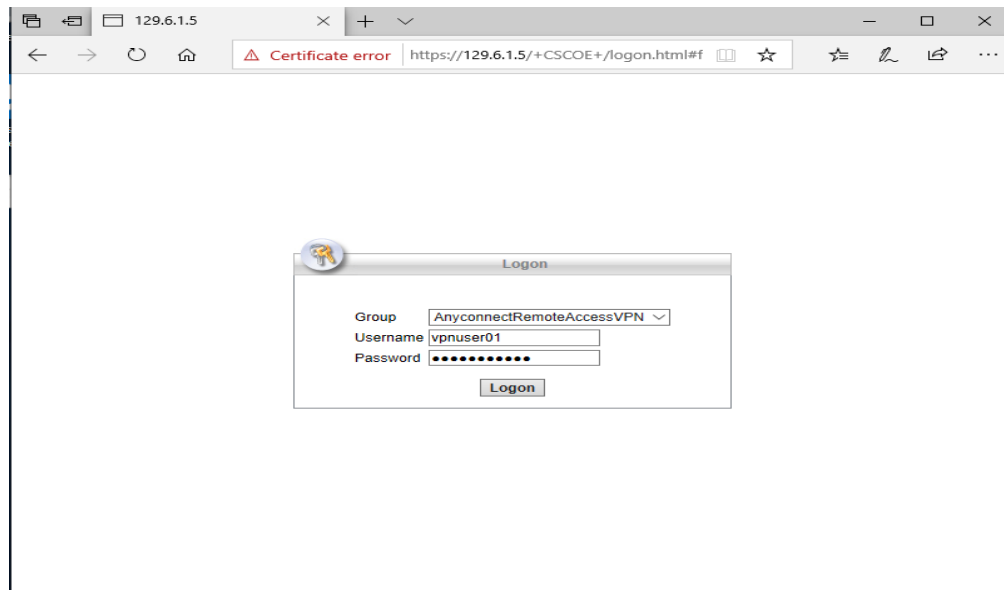 129.6.1.5
Certificate error https://129.6.1.5/+CSCOE+/logon.html#f
Logon
Group AnyconnectRemoteAccessVPN
Username vpnuser01
Password ●●●●●●●●●●●
Logon